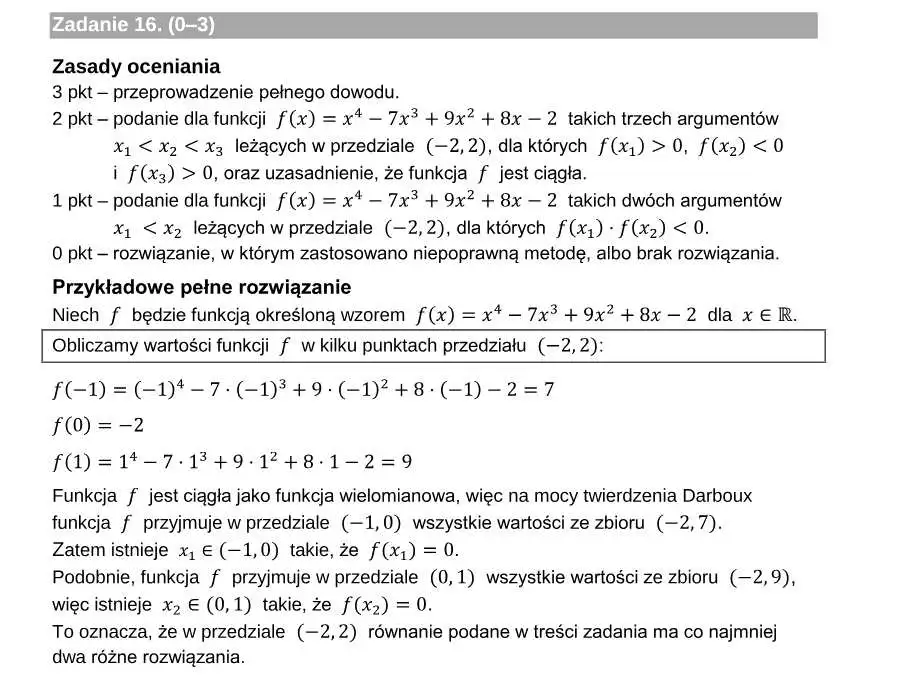 Zadanie 16. (0–3)
Zasady oceniania
3 pkt – przeprowadzenie pełnego dowodu.
2 pkt – podanie dla funkcji f(x) = x⁴ − 7x³ + 9x² + 8x − 2 takich trzech argumentów
x₁ < x₂ < x₃ leżących w przedziale (−2, 2), dla których f(x₁) > 0, f(x₂) < 0
i f(x₃) > 0, oraz uzasadnienie, że funkcja f jest ciągła.
1 pkt – podanie dla funkcji f(x) = x⁴ − 7x³ + 9x² + 8x − 2 takich dwóch argumentów
x₁ < x₂ leżących w przedziale (−2, 2), dla których f(x₁) · f(x₂) < 0.
0 pkt – rozwiązanie, w którym zastosowano niepoprawną metodę, albo brak rozwiązania.
Przykładowe pełne rozwiązanie
Niech f będzie funkcją określoną wzorem f(x) = x⁴ − 7x³ + 9x² + 8x − 2 dla x ∈ ℝ.
Obliczamy wartości funkcji f w kilku punktach przedziału (−2, 2):
f(−1) = (−1)⁴ − 7 · (−1)³ + 9 · (−1)² + 8 · (−1) − 2 = 7
f(0) = −2
f(1) = 1⁴ − 7 · 1³ + 9 · 1² + 8 · 1 − 2 = 9
Funkcja f jest ciągła jako funkcja wielomianowa, więc na mocy twierdzenia Darboux
funkcja f przyjmuje w przedziale (−1, 0) wszystkie wartości ze zbioru (−2, 7).
Zatem istnieje x₁ ∈ (−1, 0) takie, że f(x₁) = 0.
Podobnie, funkcja f przyjmuje w przedziale (0, 1) wszystkie wartości ze zbioru (−2, 9),
więc istnieje x₂ ∈ (0, 1) takie, że f(x₂) = 0.
To oznacza, że w przedziale (−2, 2) równanie podane w treści zadania ma co najmniej
dwa różne rozwiązania.